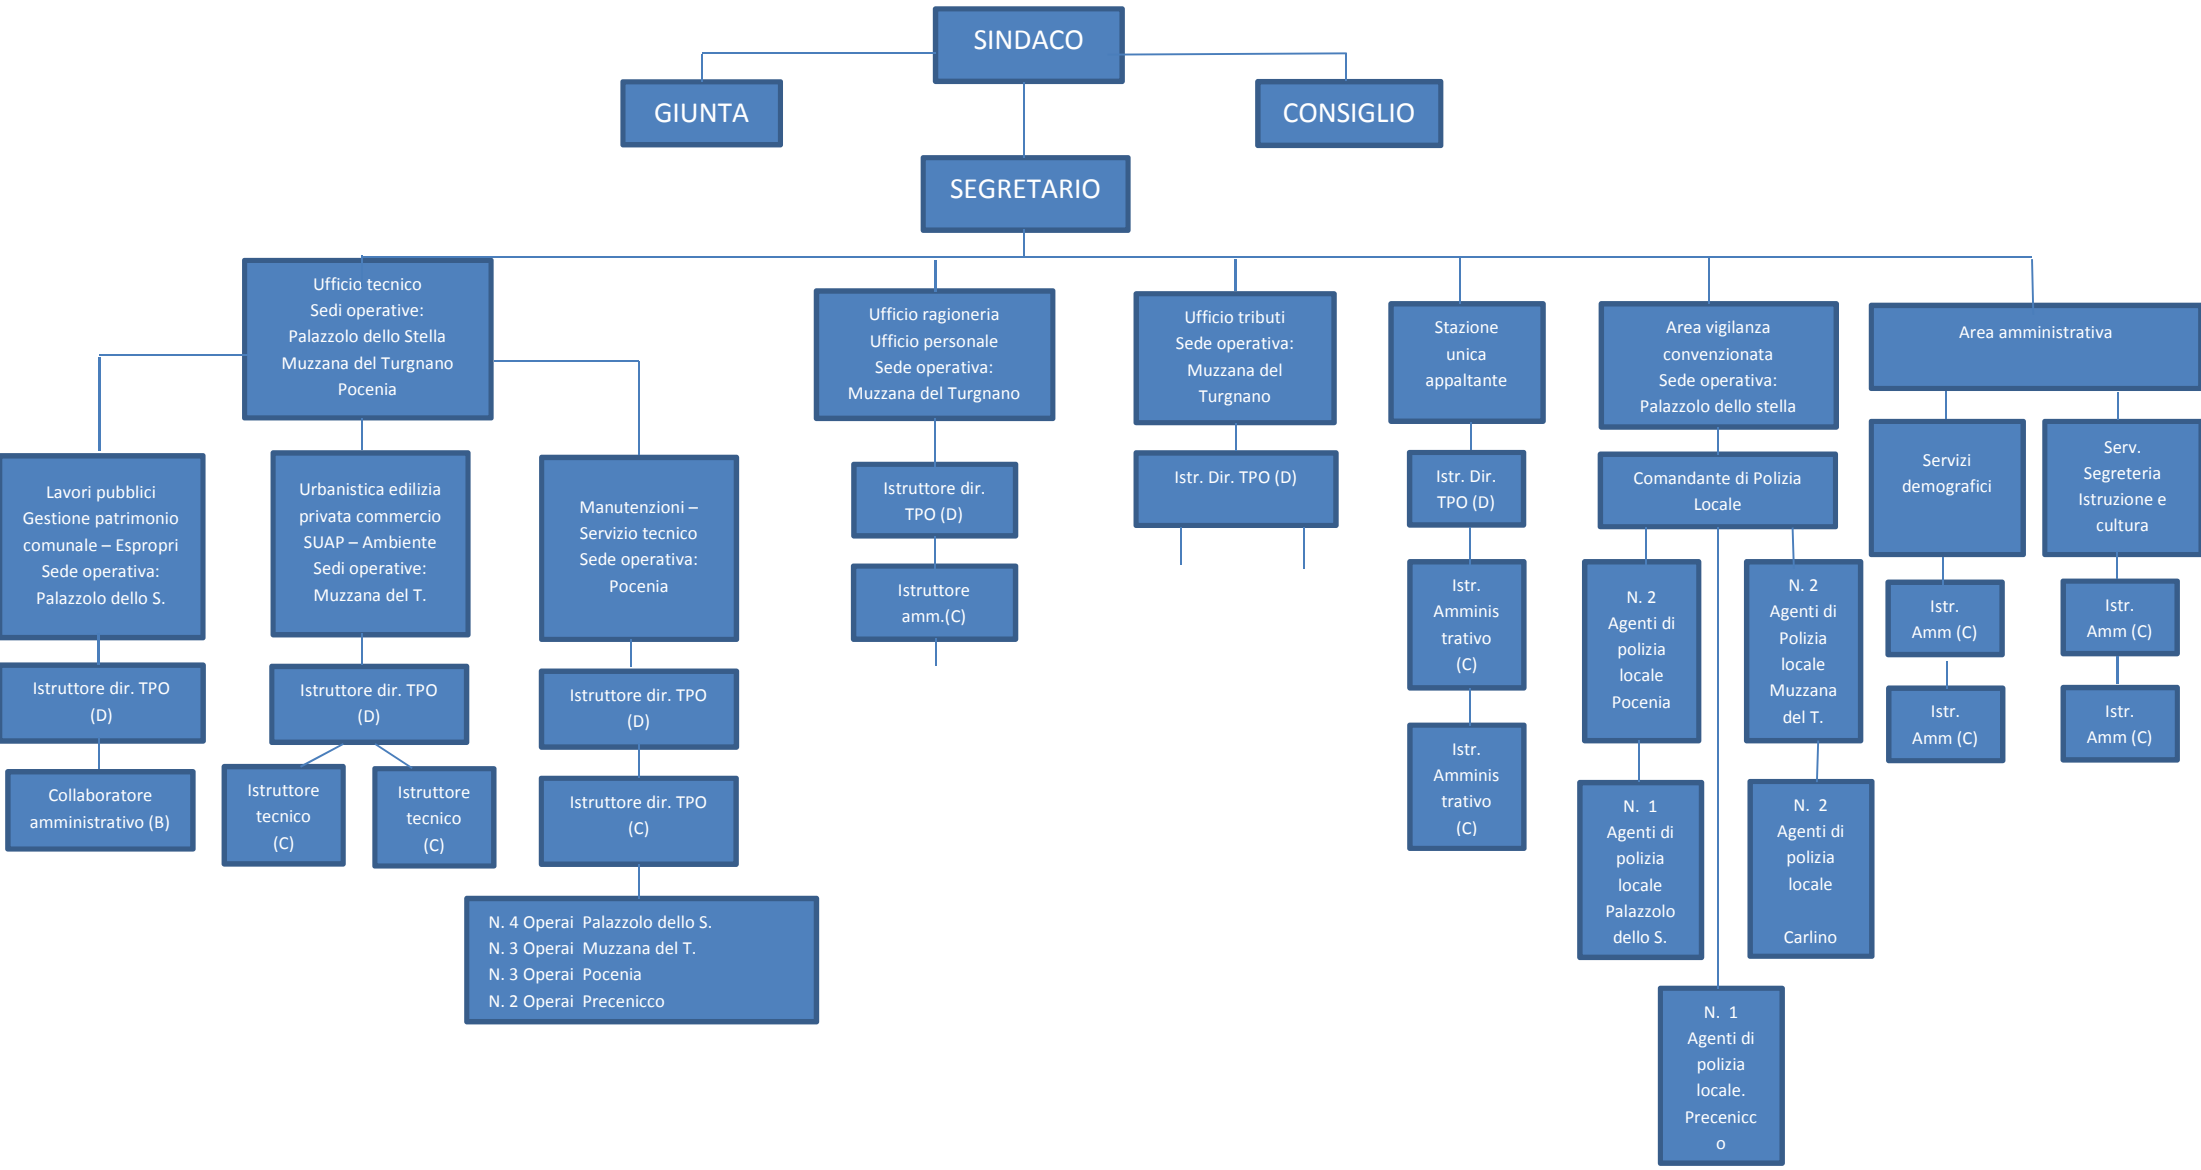 SINDACO
GIUNTA
CONSIGLIO
SEGRETARIO
Ufficio tecnico
Sedi operative:
Palazzolo dello Stella
Muzzana del Turgnano
Pocenia
Ufficio ragioneria
Ufficio personale
Sede operativa:
Muzzana del Turgnano
Ufficio tributi
Sede operativa:
Muzzana del
Turgnano
Stazione
unica
appaltante
Area vigilanza
convenzionata
Sede operativa:
Palazzolo dello stella
Area amministrativa
Lavori pubblici
Gestione patrimonio
comunale – Espropri
Sede operativa:
Palazzolo dello S.
Urbanistica edilizia
privata commercio
SUAP – Ambiente
Sedi operative:
Muzzana del T.
Manutenzioni –
Servizio tecnico
Sede operativa:
Pocenia
Istruttore dir.
TPO (D)
Istruttore
amm.(C)
Istr. Dir. TPO (D)
Istr. Dir.
TPO (D)
Istr.
Amminis
trativo
(C)
Istr.
Amminis
trativo
(C)
Comandante di Polizia
Locale
N. 2
Agenti di
polizia
locale
Pocenia
N. 2
Agenti di
Polizia
locale
Muzzana
del T.
N.  1
Agenti di
polizia
locale
Palazzolo
dello S.
N.  2
Agenti di
polizia
locale
Carlino
N.  1
Agenti di
polizia
locale.
Precenicc
o
Servizi
demografici
Serv.
Segreteria
Istruzione e
cultura
Istr.
Amm (C)
Istr.
Amm (C)
Istr.
Amm (C)
Istr.
Amm (C)
Istruttore dir. TPO
(D)
Istruttore dir. TPO
(D)
Istruttore dir. TPO
(D)
Collaboratore
amministrativo (B)
Istruttore
tecnico
(C)
Istruttore
tecnico
(C)
Istruttore dir. TPO
(C)
N. 4 Operai  Palazzolo dello S.
N. 3 Operai  Muzzana del T.
N. 3 Operai  Pocenia
N. 2 Operai  Precenicco